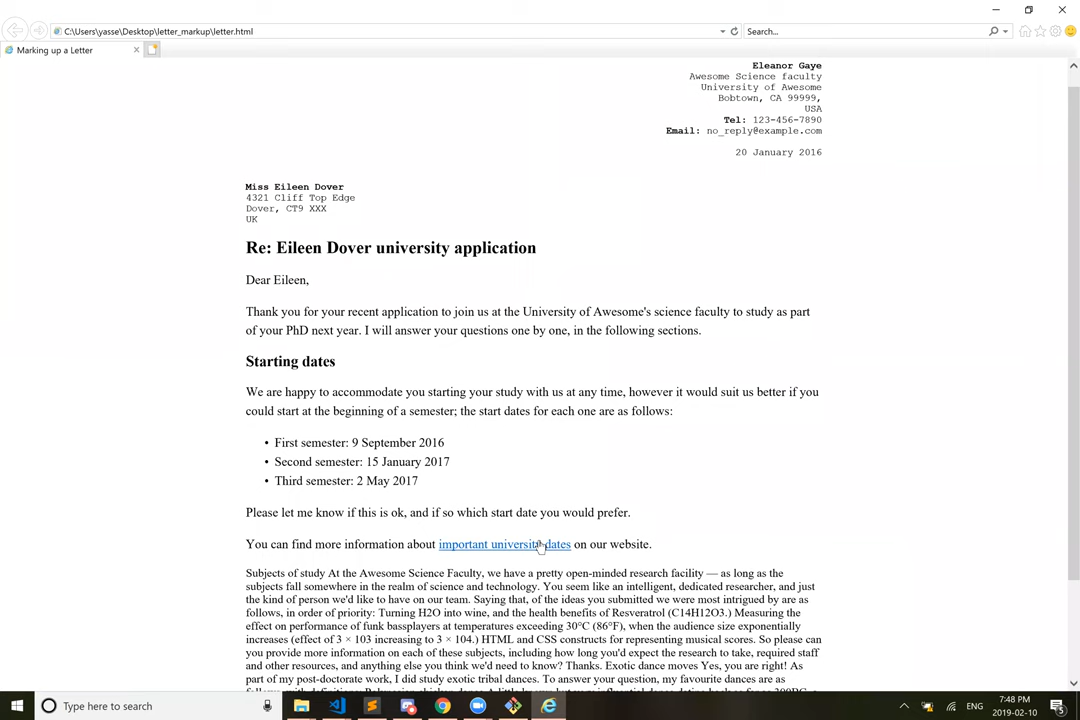 C:\Users\yasse\Desktop\letter_markup\letter.html
Search...
Marking up a Letter
Eleanor Gaye
Awesome Science faculty
University of Awesome
Bobtown, CA 99999,
USA
Tel: 123-456-7890
Email: no_reply@example.com
20 January 2016
Miss Eileen Dover
4321 Cliff Top Edge
Dover, CT9 XXX
UK
Re: Eileen Dover university application
Dear Eileen,
Thank you for your recent application to join us at the University of Awesome's science faculty to study as part
of your PhD next year. I will answer your questions one by one, in the following sections.
Starting dates
We are happy to accommodate you starting your study with us at any time, however it would suit us better if you
could start at the beginning of a semester; the start dates for each one are as follows:
• First semester: 9 September 2016
• Second semester: 15 January 2017
• Third semester: 2 May 2017
Please let me know if this is ok, and if so which start date you would prefer.
You can find more information about important university dates on our website.
Subjects of study At the Awesome Science Faculty, we have a pretty open-minded research facility — as long as the
subjects fall somewhere in the realm of science and technology. You seem like an intelligent, dedicated researcher, and just
the kind of person we'd like to have on our team. Saying that, of the ideas you submitted we were most intrigued by are as
follows, in order of priority: Turning H2O into wine, and the health benefits of Resveratrol (C14H12O3.) Measuring the
effect on performance of funk bassplayers at temperatures exceeding 30°C (86°F), when the audience size exponentially
increases (effect of 3 × 103 increasing to 3 × 104.) HTML and CSS constructs for representing musical scores. So please can
you provide more information on each of these subjects, including how long you'd expect the research to take, required staff
and other resources, and anything else you think we'd need to know? Thanks. Exotic dance moves Yes, you are right! As
part of my post-doctorate work, I did study exotic tribal dances. To answer your question, my favourite dances are as
Type here to search
ENG
7:48 PM
2019-02-10
5